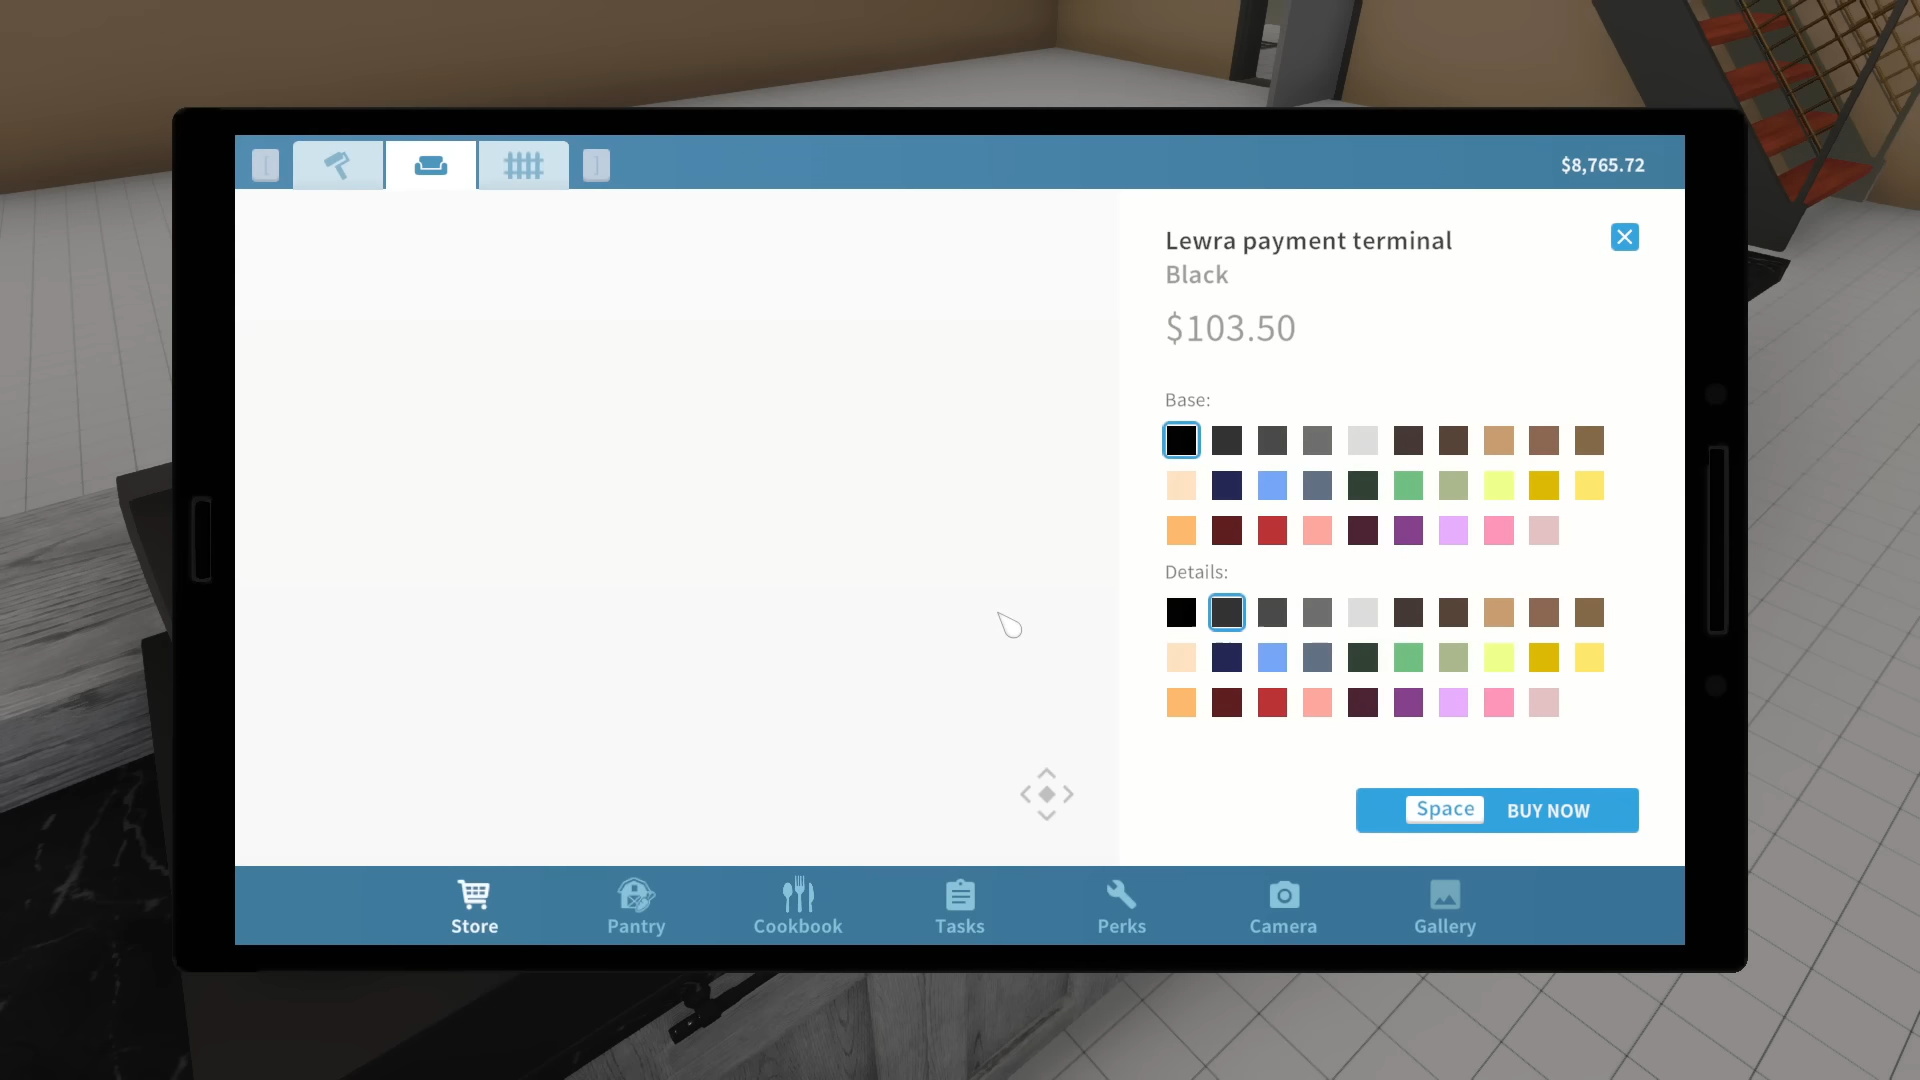 [
]
$8,765.72
Lewra payment terminal
Black
$103.50
Base:
Details:
Space BUY NOW
Store
Pantry
Cookbook
Tasks
Perks
Camera
Gallery